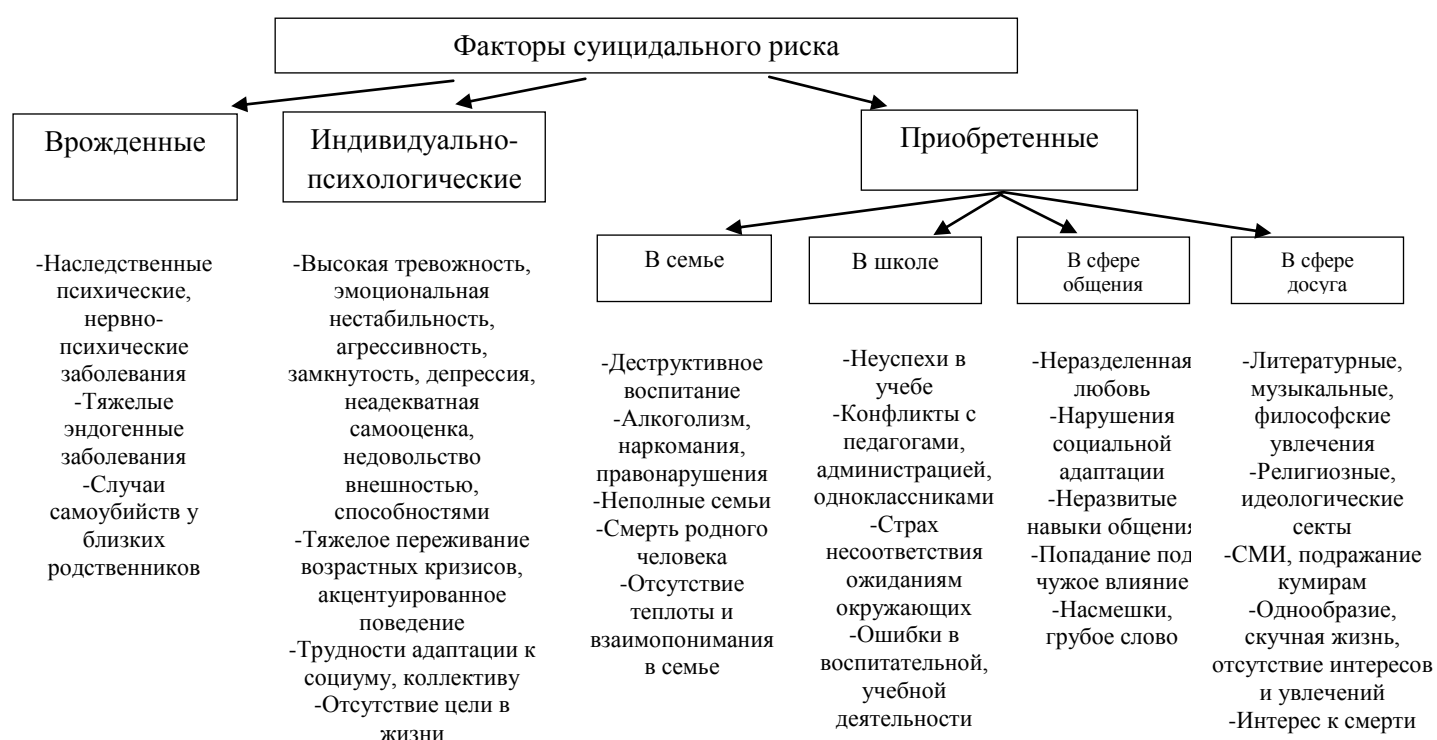 Факторы суицидального риска
Врожденные
Индивидуально-
психологические
Приобретенные
-Наследственные
психические,
нервно-
психические
заболевания
-Тяжелые
эндогенные
заболевания
-Случаи
самоубийств у
близких
родственников
-Высокая тревожность,
эмоциональная
нестабильность,
агрессивность,
замкнутость, депрессия,
неадекватная
самооценка,
недовольство
внешностью,
способностями
-Тяжелое переживание
возрастных кризисов,
акцентуированное
поведение
-Трудности адаптации к
социуму, коллективу
-Отсутствие цели в
жизни
В семье
-Деструктивное
воспитание
-Алкоголизм,
наркомания,
правонарушения
-Неполные семьи
-Смерть родного
человека
-Отсутствие
теплоты и
взаимопонимания
в семье
В школе
-Неуспехи в
учебе
-Конфликты с
педагогами,
администрацией,
одноклассниками
-Страх
несоответствия
ожиданиям
окружающих
-Ошибки в
воспитательной,
учебной
деятельности
В сфере
общения
-Неразделенная
любовь
-Нарушения
социальной
адаптации
-Неразвитые
навыки общения
-Попадание под
чужое влияние
-Насмешки,
грубое слово
В сфере
досуга
-Литературные,
музыкальные,
философские
увлечения
-Религиозные,
идеологические
секты
-СМИ, подражание
кумирам
-Однообразие,
скучная жизнь,
отсутствие интересов
и увлечений
-Интерес к смерти